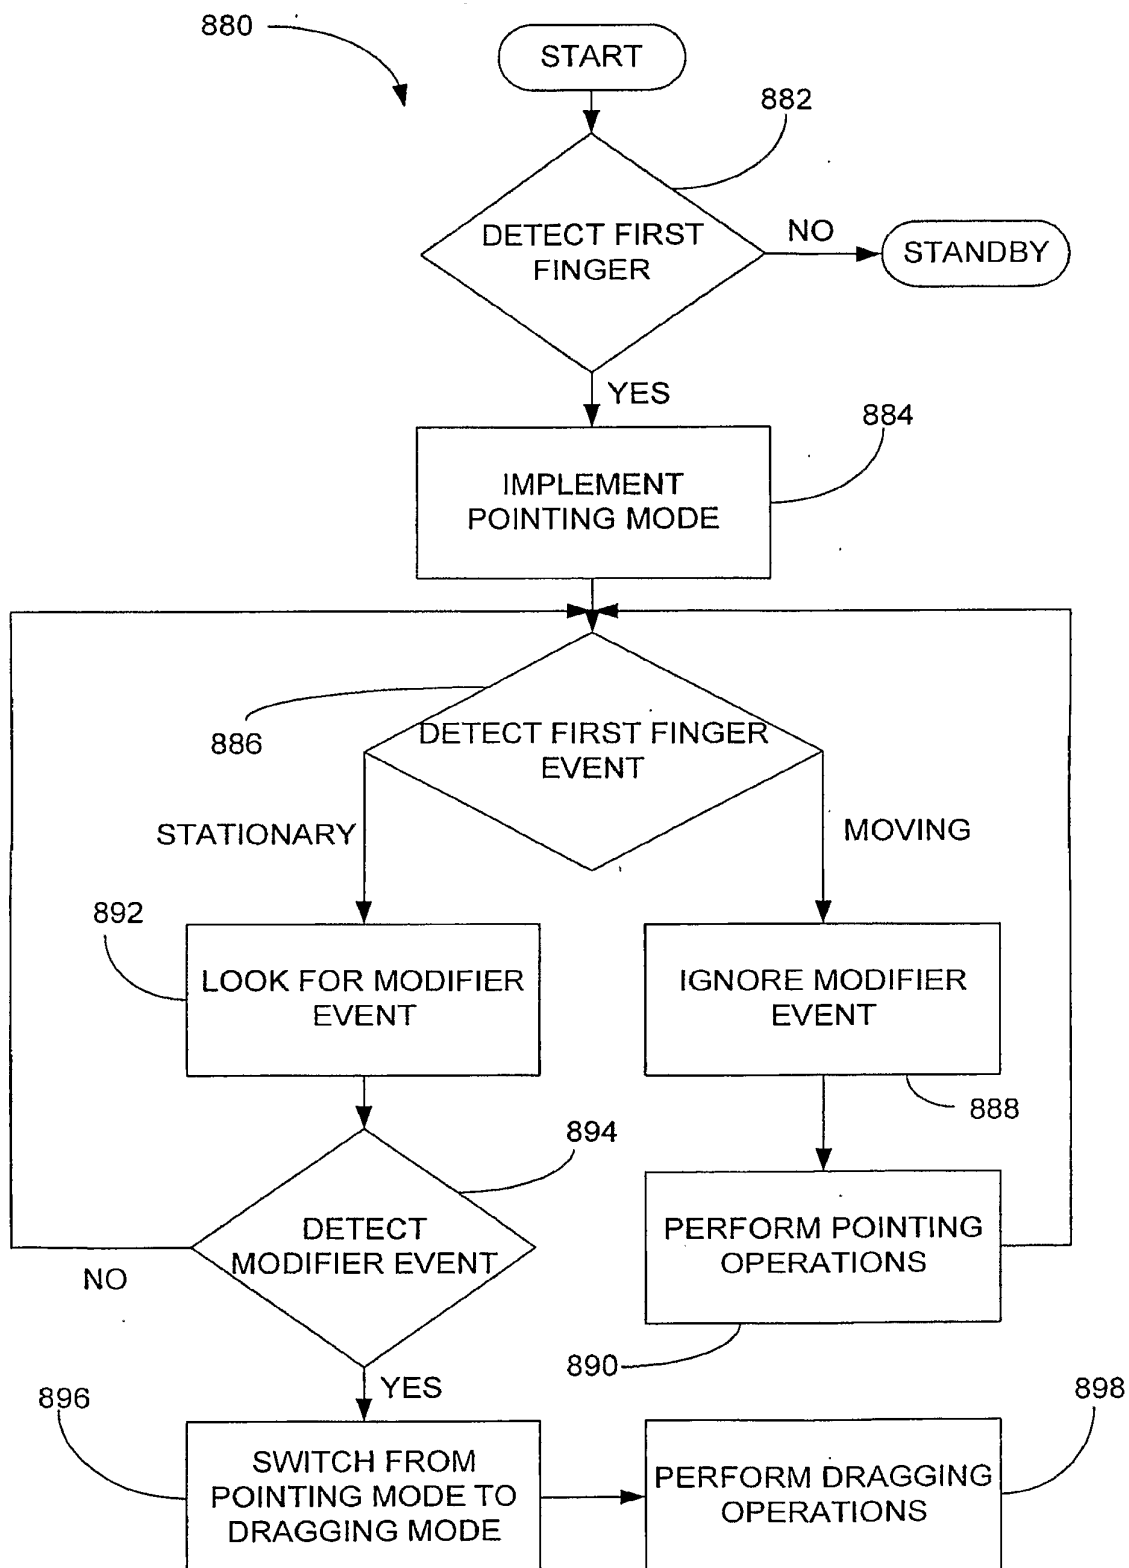 880
START
882
DETECT FIRST
FINGER
NO
STANDBY
YES
884
IMPLEMENT
POINTING MODE
886
DETECT FIRST FINGER
EVENT
STATIONARY
MOVING
892
LOOK FOR MODIFIER
EVENT
IGNORE MODIFIER
EVENT
888
894
DETECT
MODIFIER EVENT
NO
PERFORM POINTING
OPERATIONS
890
YES
896
SWITCH FROM
POINTING MODE TO
DRAGGING MODE
PERFORM DRAGGING
OPERATIONS
898